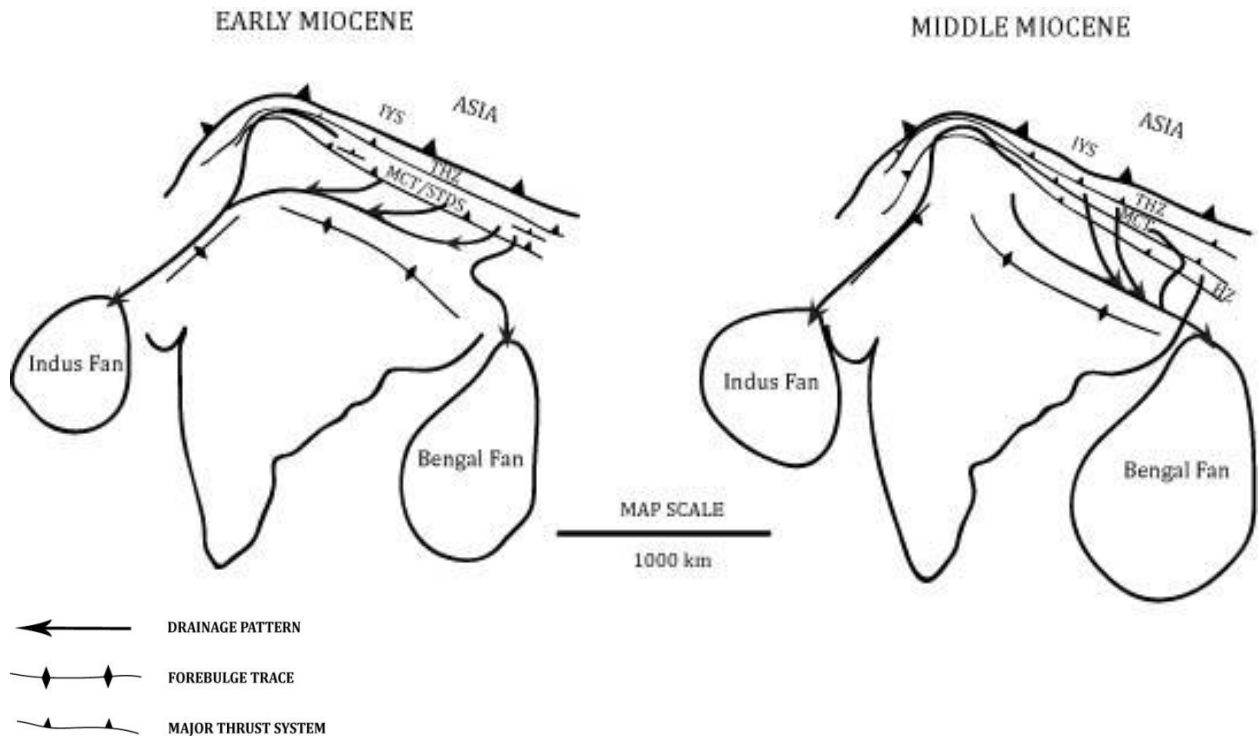 EARLY MIOCENE
IYS
ASIA
THZ
MCT/STDS
Indus Fan
Bengal Fan
MIDDLE MIOCENE
IYS
ASIA
THZ
MCT
HZ
Indus Fan
Bengal Fan
MAP SCALE
1000 km
DRAINAGE PATTERN
FOREBULGE TRACE
MAJOR THRUST SYSTEM